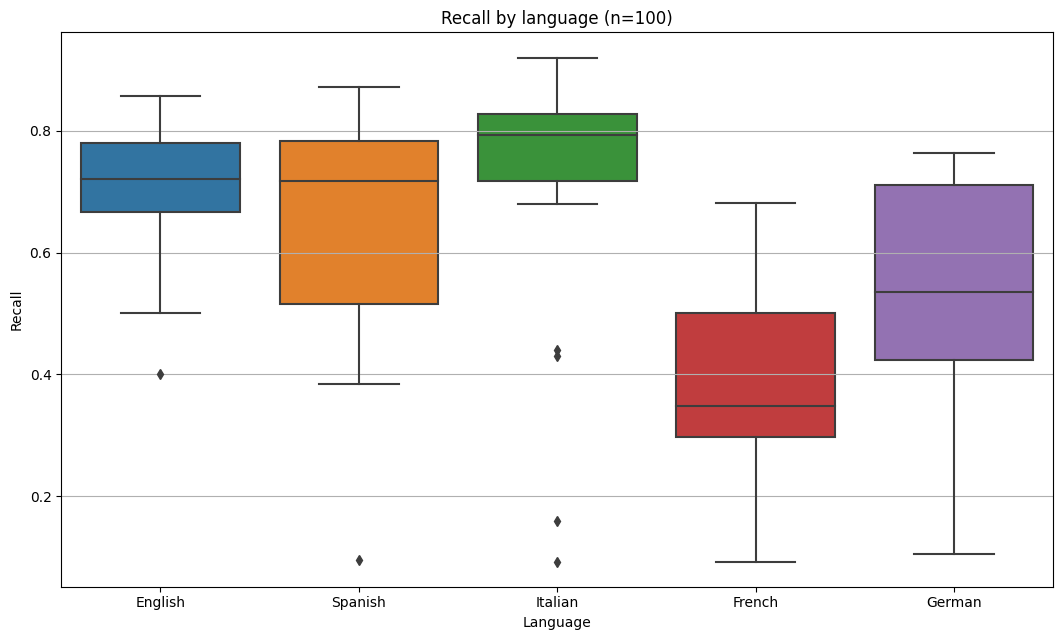 Recall by language (n=100)
0.8
0.6
0.4
0.2
Recall
English Spanish Italian French German
Language